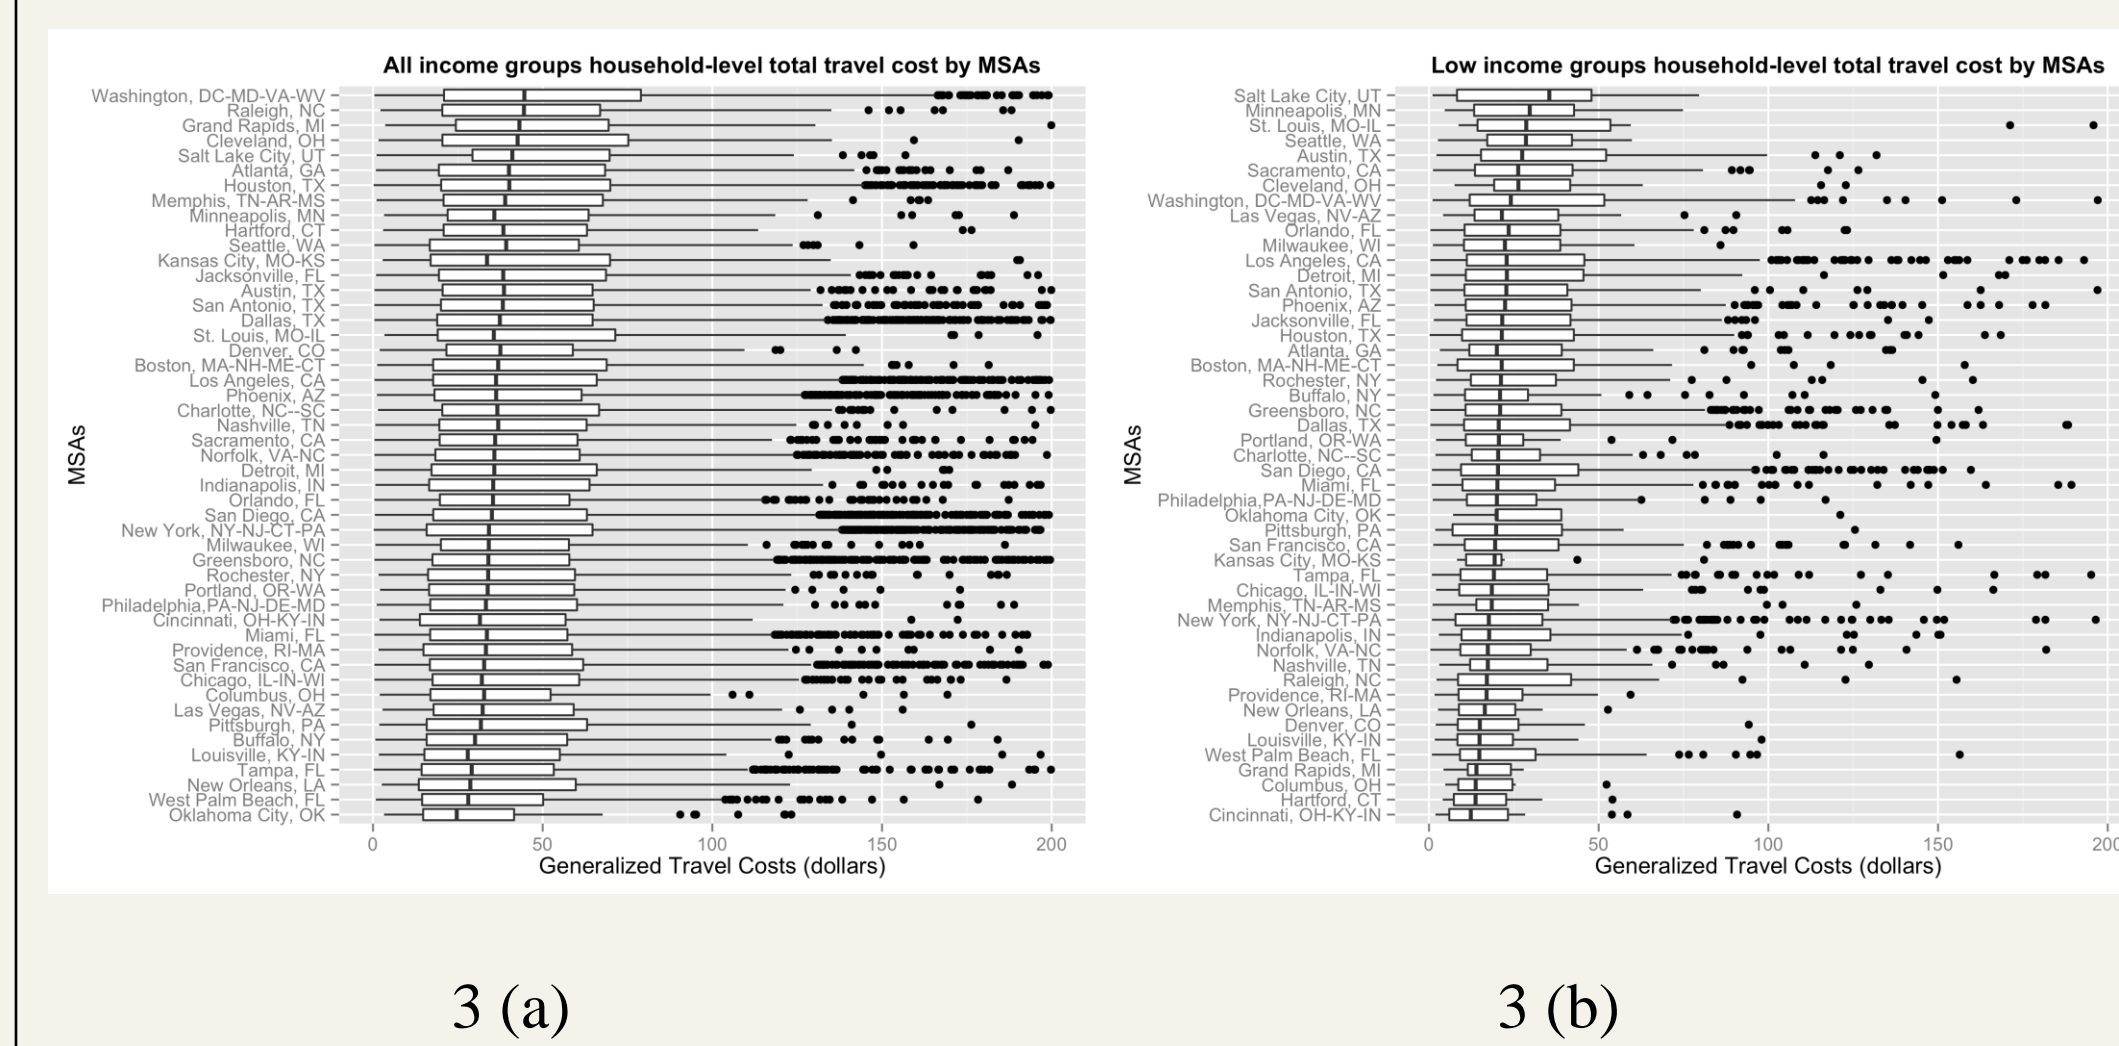 All income groups household-level total travel cost by MSAs
MSAs
Washington, DC-MD-VA-WV
Raleigh, NC
Grand Rapids, MI
Cleveland, OH
Salt Lake City, UT
Atlanta, GA
Houston, TX
Memphis, TN-AR-MS
Minneapolis, MN
Hartford, CT
Seattle, WA
Kansas City, MO-KS
Jacksonville, FL
Austin, TX
San Antonio, TX
Dallas, TX
St. Louis, MO-IL
Denver, CO
Boston, MA-NH-ME-CT
Los Angeles, CA
Phoenix, AZ
Charlotte, NC--SC
Nashville, TN
Sacramento, CA
Norfolk, VA-NC
Detroit, MI
Indianapolis, IN
Orlando, FL
San Diego, CA
New York, NY-NJ-CT-PA
Milwaukee, WI
Greensboro, NC
Rochester, NY
Portland, OR-WA
Philadelphia,PA-NJ-DE-MD
Cincinnati, OH-KY-IN
Miami, FL
Providence, RI-MA
San Francisco, CA
Chicago, IL-IN-WI
Columbus, OH
Las Vegas, NV-AZ
Pittsburgh, PA
Buffalo, NY
Louisville, KY-IN
Tampa, FL
New Orleans, LA
West Palm Beach, FL
Oklahoma City, OK
0 50 100 150 200
Generalized Travel Costs (dollars)
3 (a)
Low income groups household-level total travel cost by MSAs
MSAs
Salt Lake City, UT
Minneapolis, MN
St. Louis, MO-IL
Seattle, WA
Austin, TX
Sacramento, CA
Cleveland, OH
Washington, DC-MD-VA-WV
Las Vegas, NV-AZ
Orlando, FL
Milwaukee, WI
Los Angeles, CA
Detroit, MI
San Antonio, TX
Phoenix, AZ
Jacksonville, FL
Houston, TX
Atlanta, GA
Boston, MA-NH-ME-CT
Rochester, NY
Buffalo, NY
Greensboro, NC
Dallas, TX
Portland, OR-WA
Charlotte, NC--SC
San Diego, CA
Miami, FL
Philadelphia,PA-NJ-DE-MD
Oklahoma City, OK
Pittsburgh, PA
San Francisco, CA
Kansas City, MO-KS
Tampa, FL
Chicago, IL-IN-WI
Memphis, TN-AR-MS
New York, NY-NJ-CT-PA
Indianapolis, IN
Norfolk, VA-NC
Nashville, TN
Raleigh, NC
Providence, RI-MA
New Orleans, LA
Denver, CO
Louisville, KY-IN
West Palm Beach, FL
Grand Rapids, MI
Columbus, OH
Hartford, CT
Cincinnati, OH-KY-IN
0 50 100 150 200
Generalized Travel Costs (dollars)
3 (b)